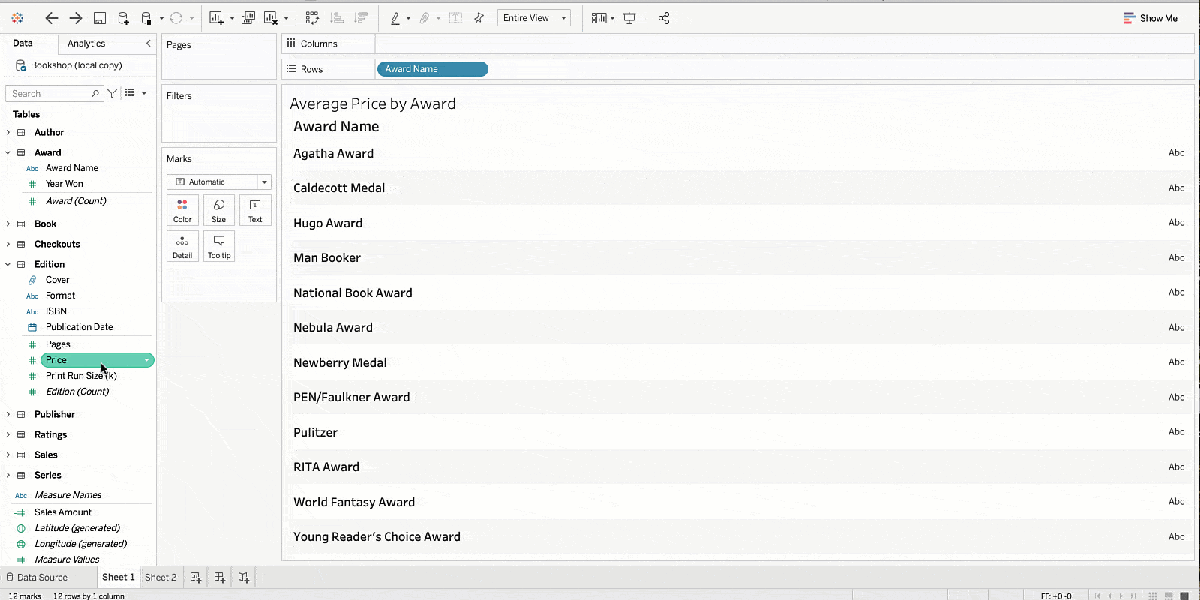 Entire View
Show Me
Data
Analytics
Pages
Columns
Bookshop (local copy)
Rows
Award Name
Search
Filters
Tables
Average Price by Award
Author
Award Name
Award
Agatha Award
Abc
Abc
Award Name
Marks
Year Won
Automatic
Caldecott Medal
Abc
Award (Count)
Color
Size
Text
Book
Hugo Award
Abc
Checkouts
Detail
Tooltip
Man Booker
Abc
Edition
Cover
National Book Award
Abc
Abc
Format
Abc
ISBN
Publication Date
Nebula Award
Abc
Pages
Price
Newberry Medal
Abc
Print Run Size (k)
Edition (Count)
PEN/Faulkner Award
Abc
Publisher
Ratings
Pulitzer
Abc
Sales
RITA Award
Abc
Series
Abc
Measure Names
World Fantasy Award
Abc
Sales Amount
Latitude (generated)
Longitude (generated)
Young Reader's Choice Award
Abc
Measure Values
Data Source
Sheet 1
Sheet 2
12 marks
12 rows by 1 column